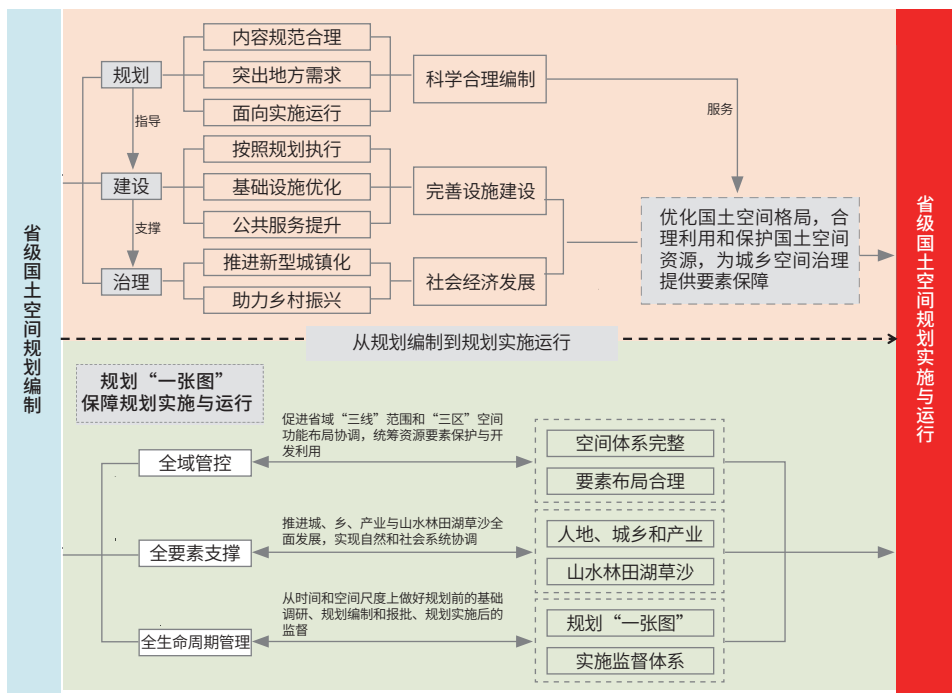 省级国土空间规划编制
规划
指导
建设
支撑
治理
内容规范合理
突出地方需求
面向实施运行
按照规划执行
基础设施优化
公共服务提升
推进新型城镇化
助力乡村振兴
科学合理编制
完善设施建设
社会经济发展
服务
优化国土空间格局，合
理利用和保护国土空间
资源，为城乡空间治理
提供要素保障
从规划编制到规划实施运行
规划“一张图”
保障规划实施与运行
全域管控
促进省域“三线”范围和“三区”空间
功能布局协调，统筹资源要素保护与开
发利用
空间体系完整
要素布局合理
全要素支撑
推进城、乡、产业与山水林田湖草沙全
面发展，实现自然和社会系统协调
人地、城乡和产业
山水林田湖草沙
全生命周期管理
从时间和空间尺度上做好规划前的基础
调研、规划编制和报批、规划实施后的
监督
规划“一张图”
实施监督体系
省级国土空间规划实施与运行